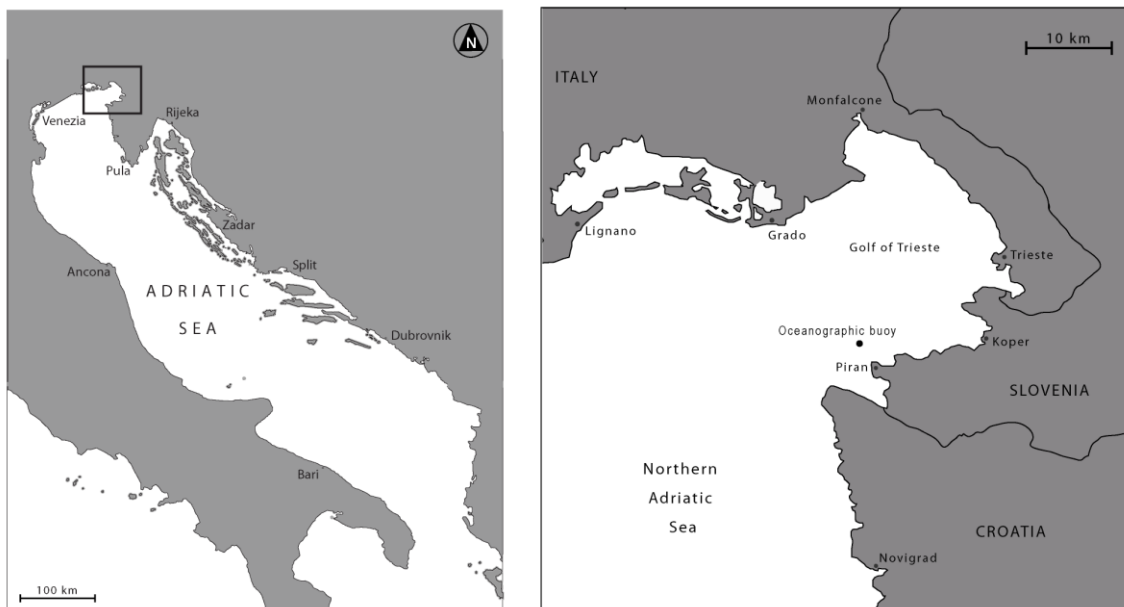 N
Venezia
Rijeka
Pula
Zadar
Ancona
Split
ADRIATIC
SEA
Dubrovnik
Bari
100 km
10 km
ITALY
Monfalcone
Lignano
Grado
Golf of Trieste
Trieste
Oceanographic buoy
Koper
Piran
SLOVENIA
Northern
Adriatic
Sea
CROATIA
Novigrad